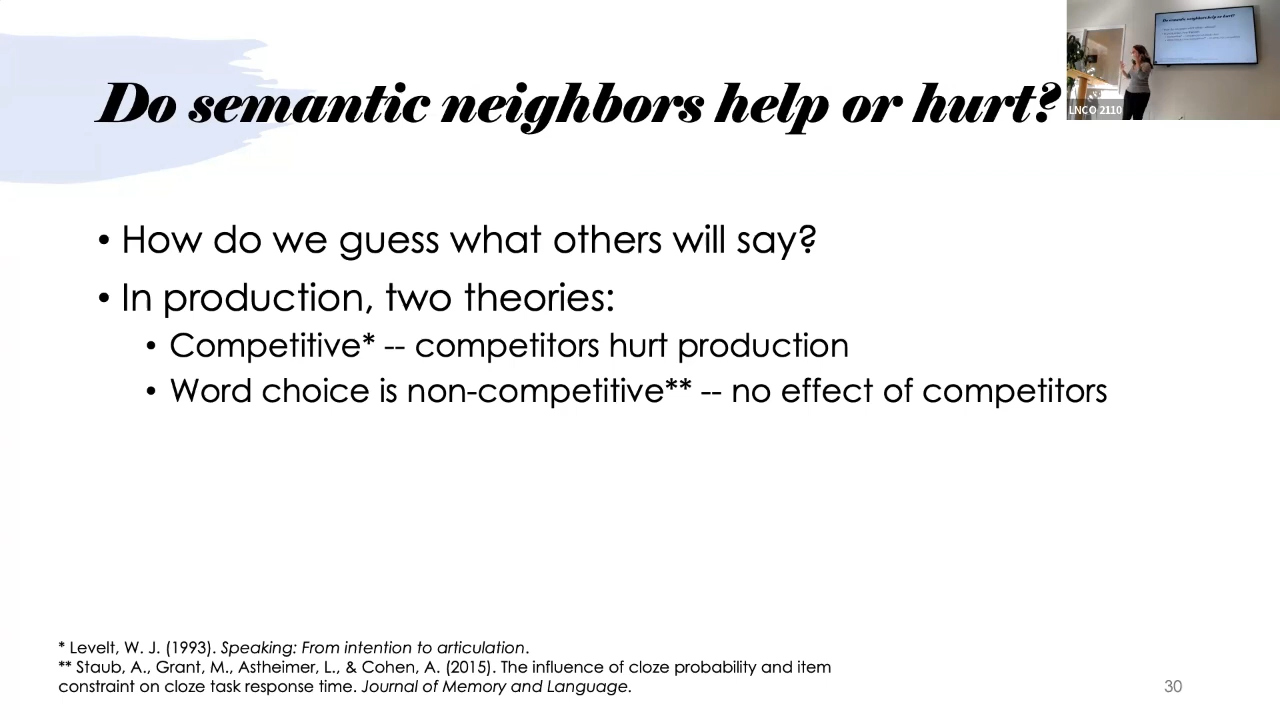 Do semantic neighbors help or hurt?
LNCO 2110
• How do we guess what others will say?
• In production, two theories:
• Competitive* -- competitors hurt production
• Word choice is non-competitive** -- no effect of competitors
* Levelt, W. J. (1993). Speaking: From intention to articulation.
** Staub, A., Grant, M., Astheimer, L., & Cohen, A. (2015). The influence of cloze probability and item
constraint on cloze task response time. Journal of Memory and Language.
30